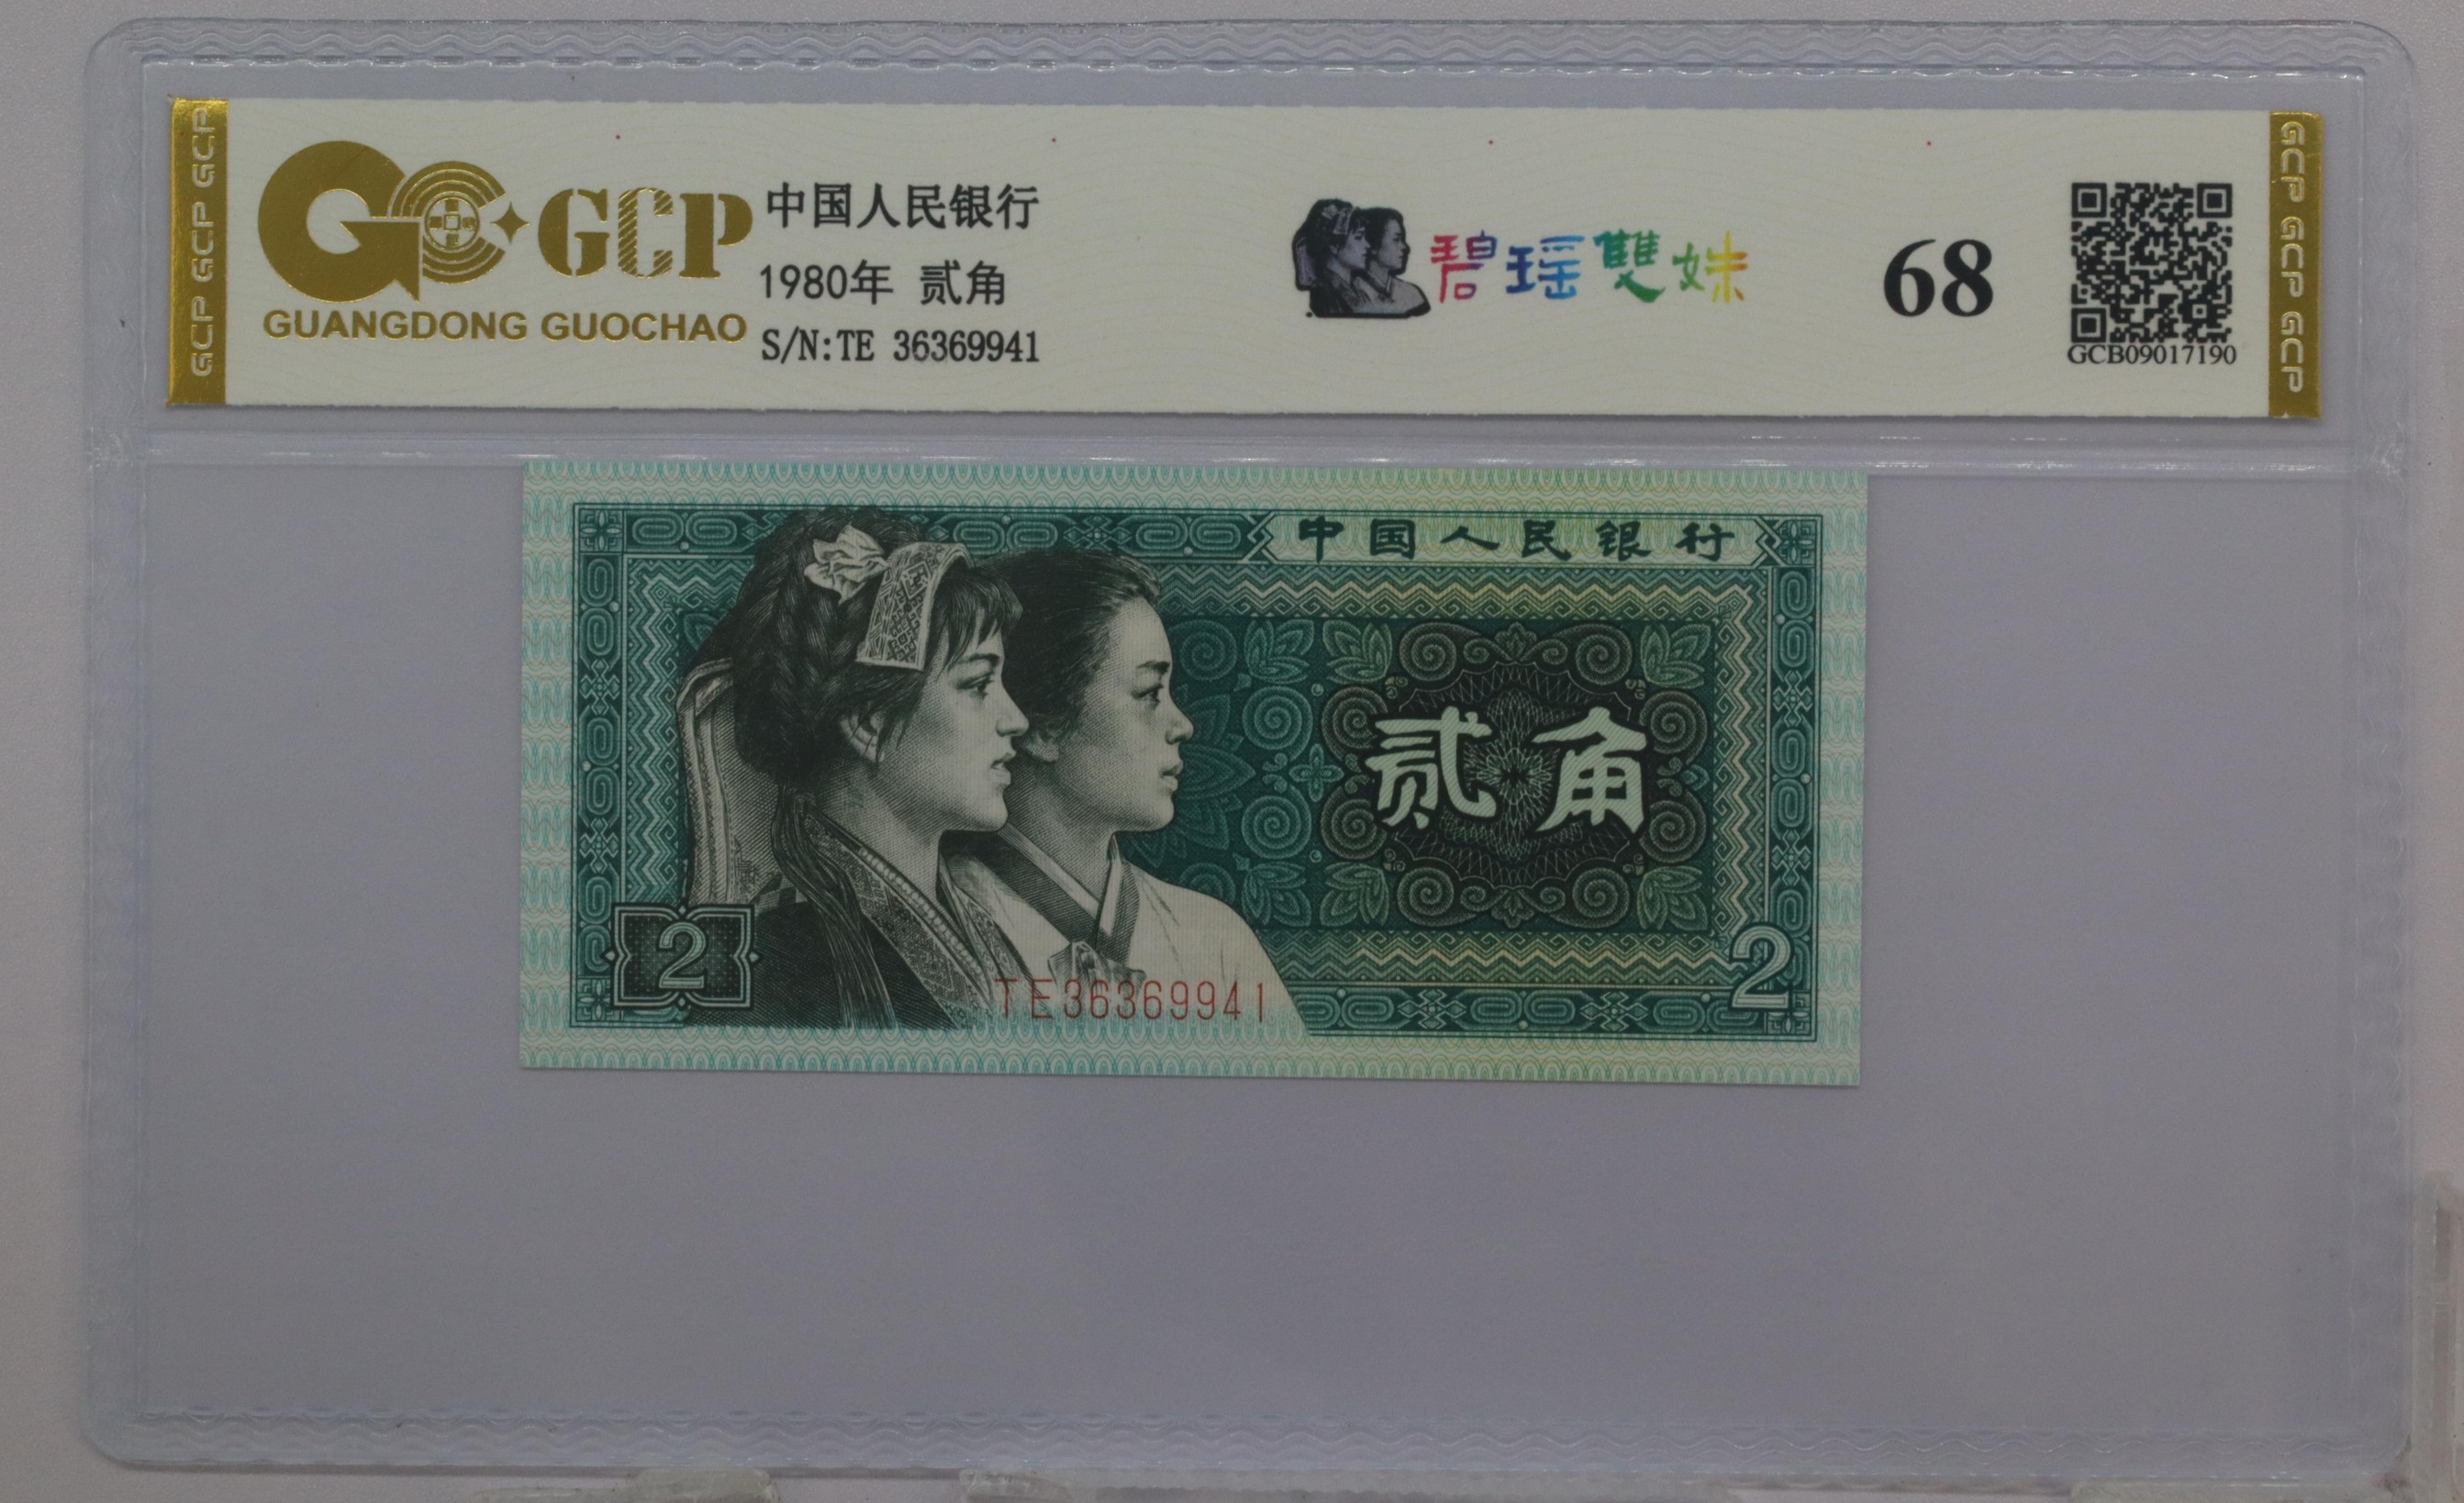 GCP GCP GCP
GCP
GUANGDONG GUOCHAO
中国人民银行
1980年 贰角
S/N:TE 36369941
碧瑶雙姝
68
GCB09017190
GCP GCP GCP
中国人民银行
贰角
2
TE36369941
2